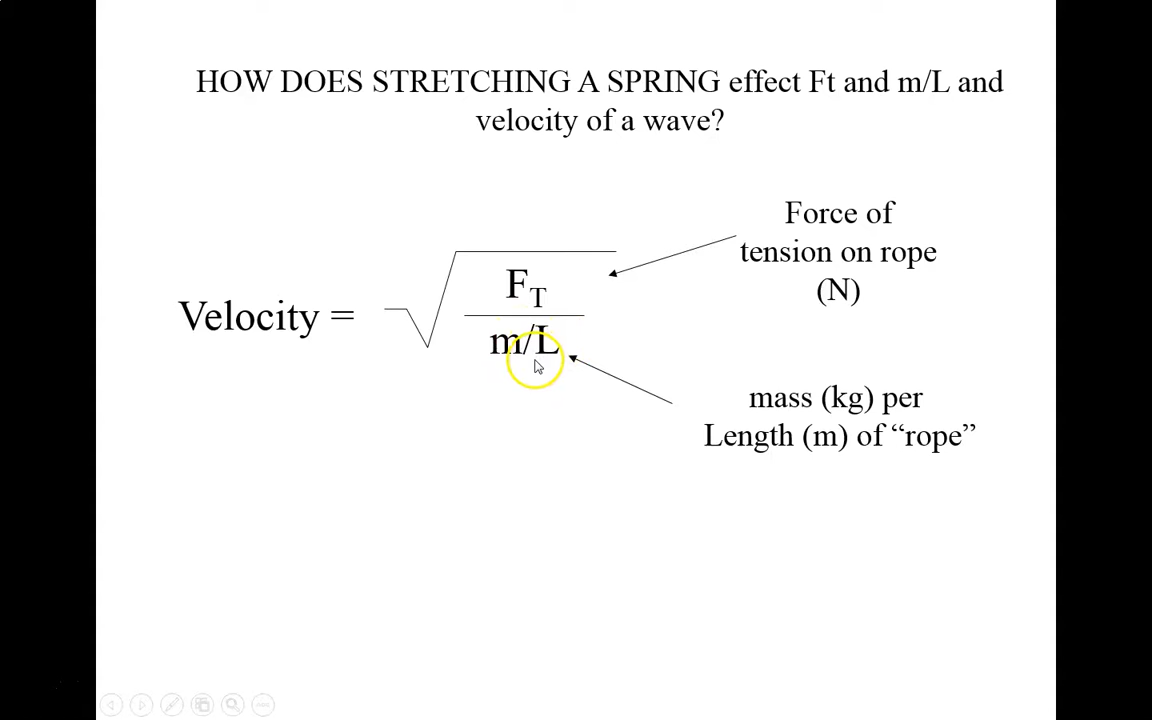 HOW DOES STRETCHING A SPRING effect Ft and m/L and
velocity of a wave?
Force of
tension on rope
(N)
Velocity =
F_T
m/L
mass (kg) per
Length (m) of “rope”